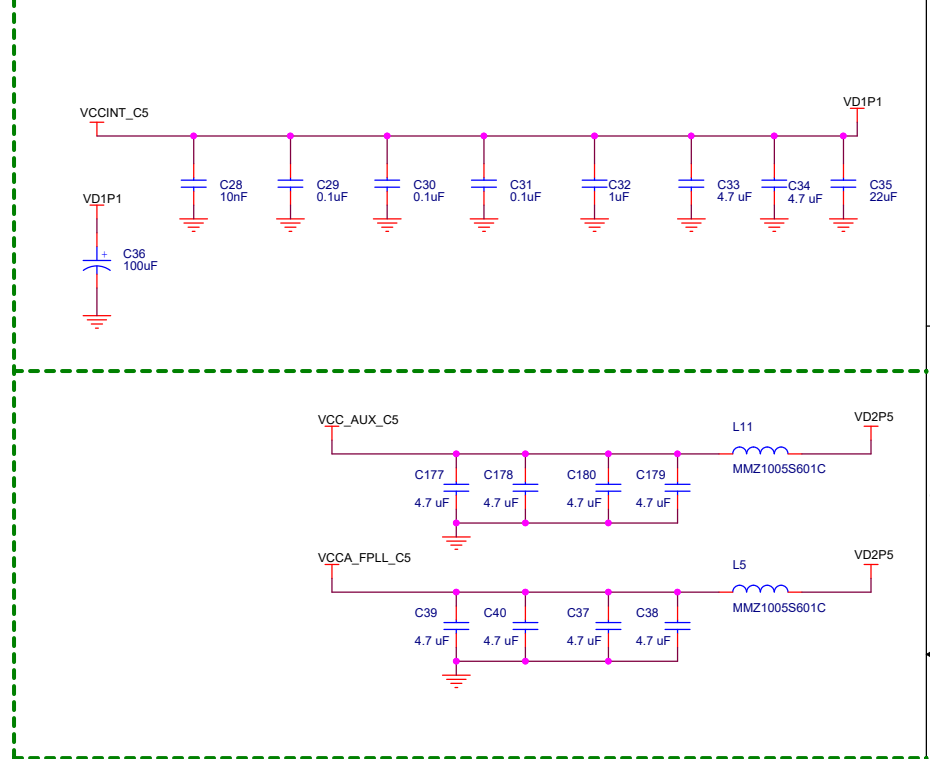 VCCINT_C5
VD1P1
C28
10nF
C29
0.1uF
C30
0.1uF
C31
0.1uF
C32
1uF
C33
4.7 uF
C34
4.7 uF
C35
22uF
VD1P1
+
C36
100uF
VCC_AUX_C5
VD2P5
L11
MMZ1005S601C
C177
4.7 uF
C178
4.7 uF
C180
4.7 uF
C179
4.7 uF
VCCA_FPLL_C5
VD2P5
L5
MMZ1005S601C
C39
4.7 uF
C40
4.7 uF
C37
4.7 uF
C38
4.7 uF